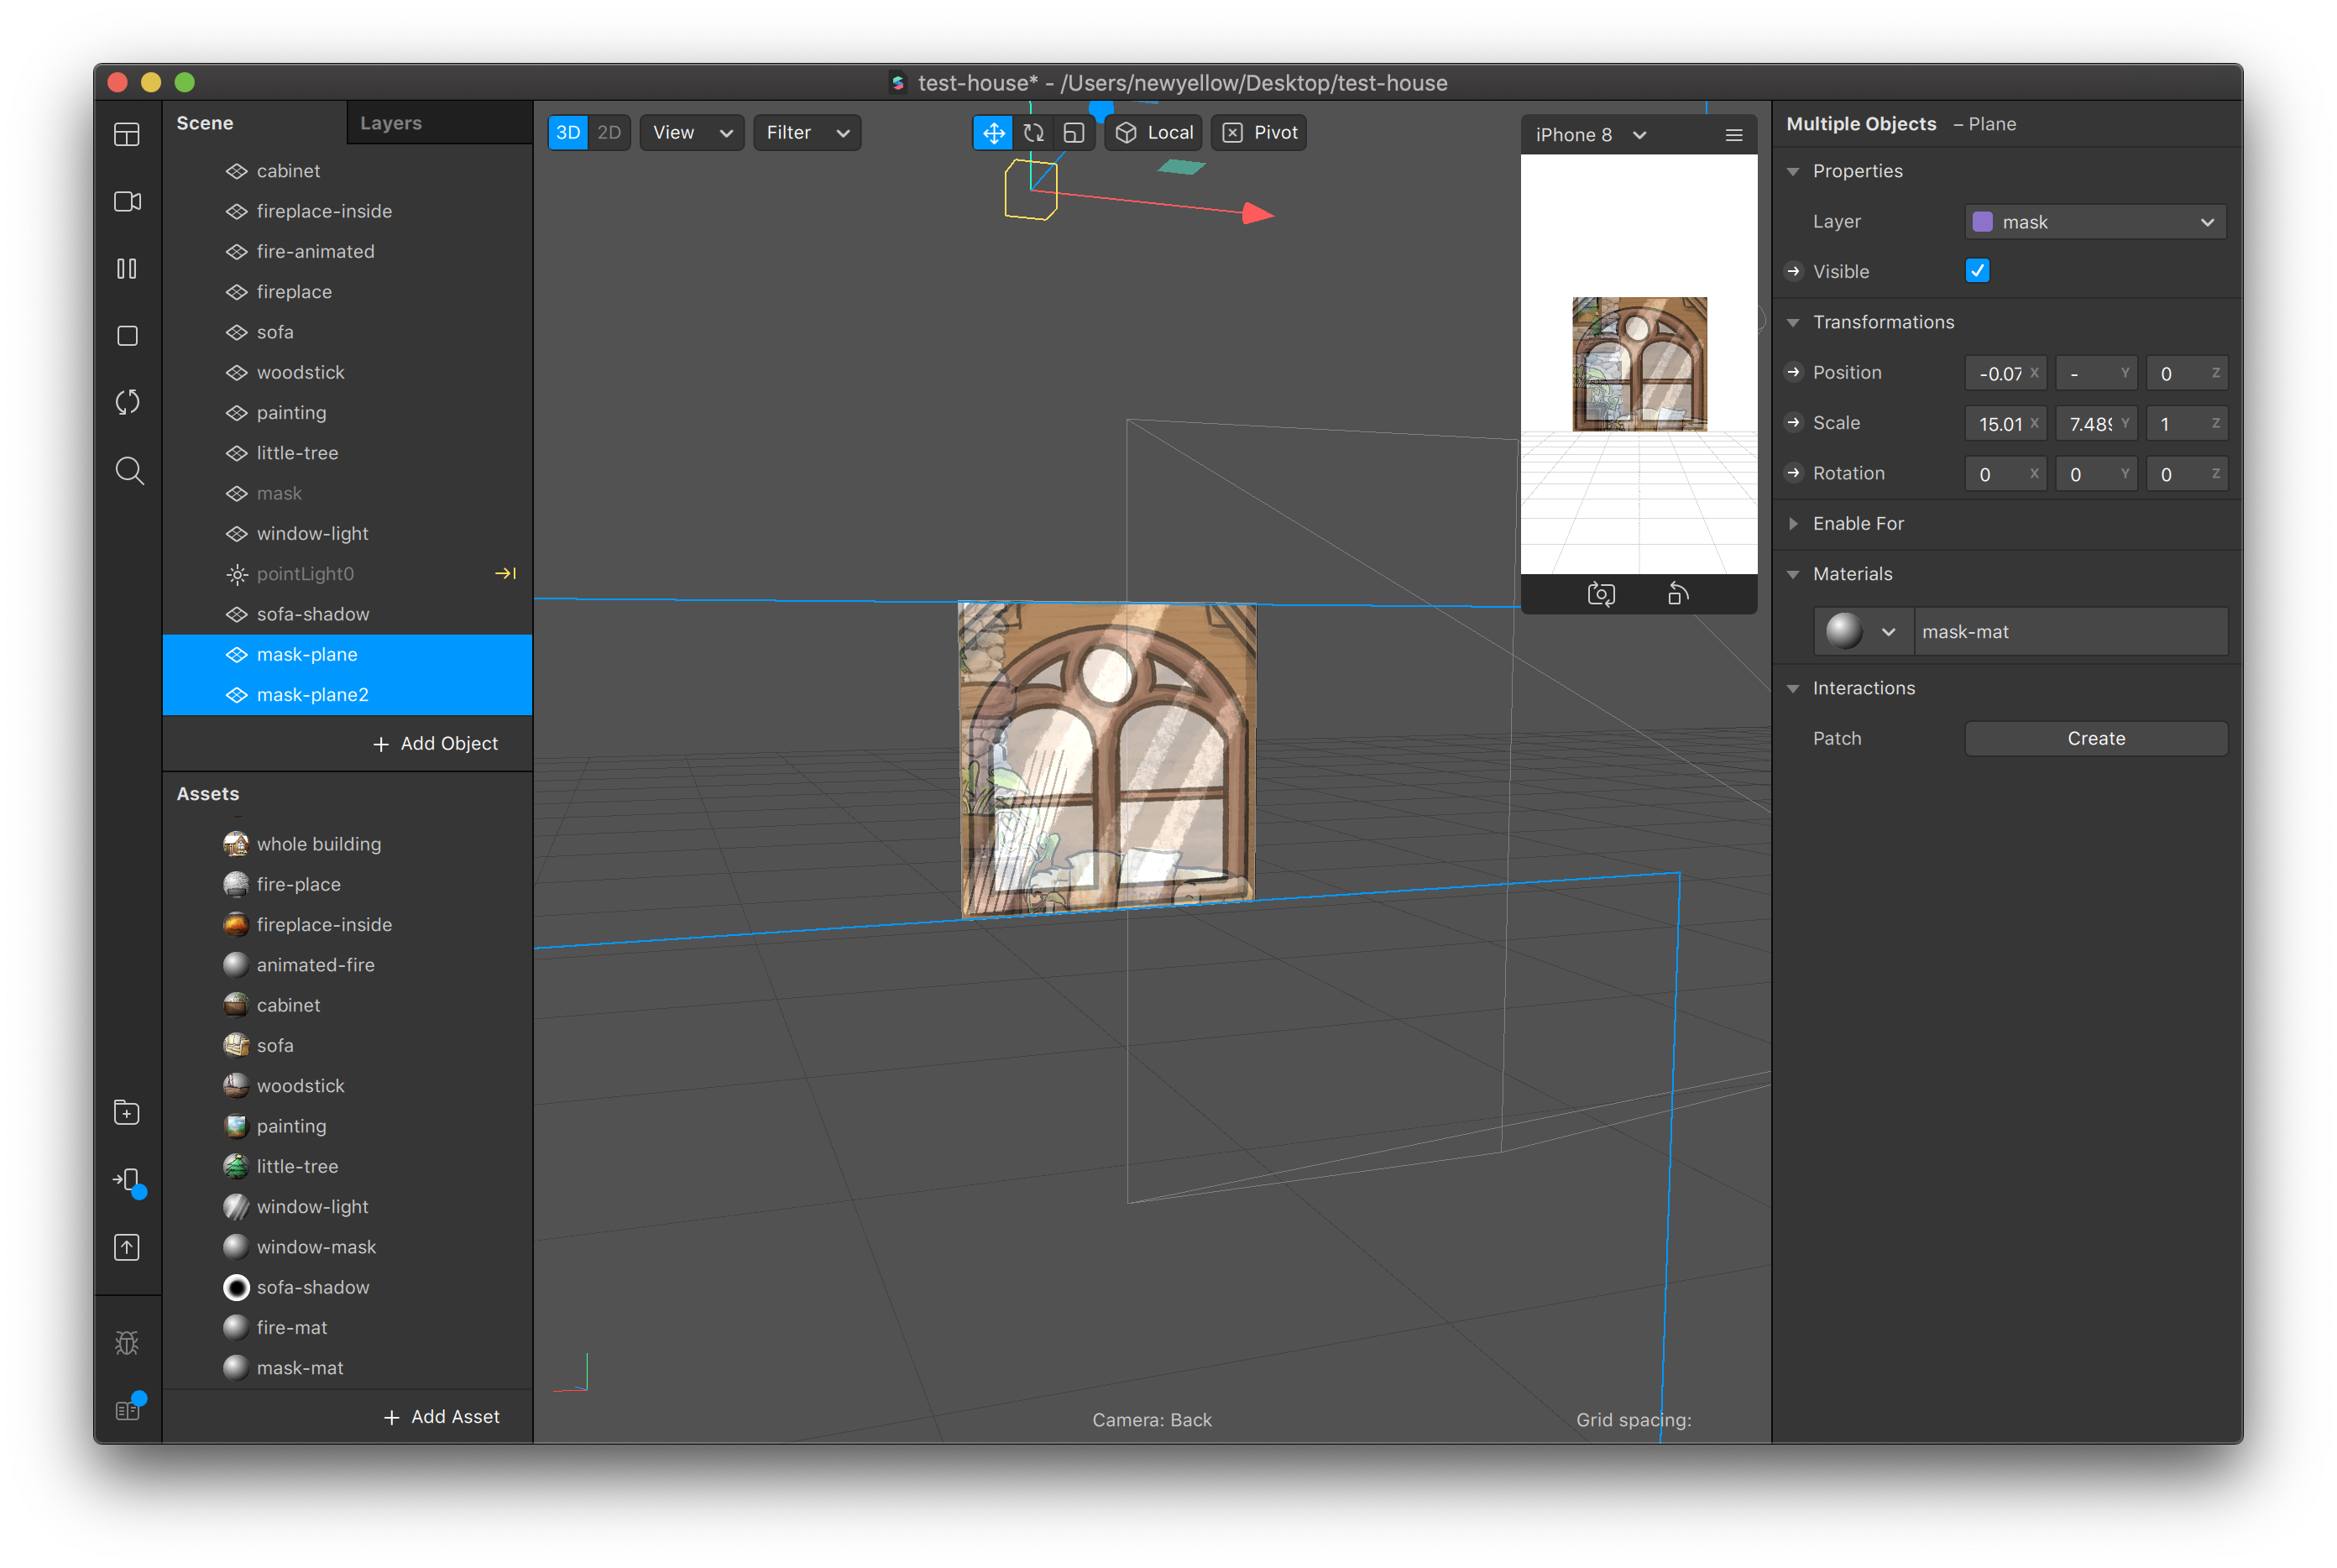 test-house* - /Users/newyellow/Desktop/test-house
Scene
Layers
cabinet
fireplace-inside
fire-animated
fireplace
sofa
woodstick
painting
little-tree
mask
window-light
pointLight0
sofa-shadow
mask-plane
mask-plane2
+ Add Object
Assets
whole building
fire-place
fireplace-inside
animated-fire
cabinet
sofa
woodstick
painting
little-tree
window-light
window-mask
sofa-shadow
fire-mat
mask-mat
+ Add Asset
3D 2D View Filter Local Pivot
iPhone 8
Camera: Back
Grid spacing:
Multiple Objects – Plane
Properties
Layer mask
Visible
Transformations
Position -0.07 X - Y 0 Z
Scale 15.01 X 7.489 Y 1 Z
Rotation 0 X 0 Y 0 Z
Enable For
Materials
mask-mat
Interactions
Patch Create